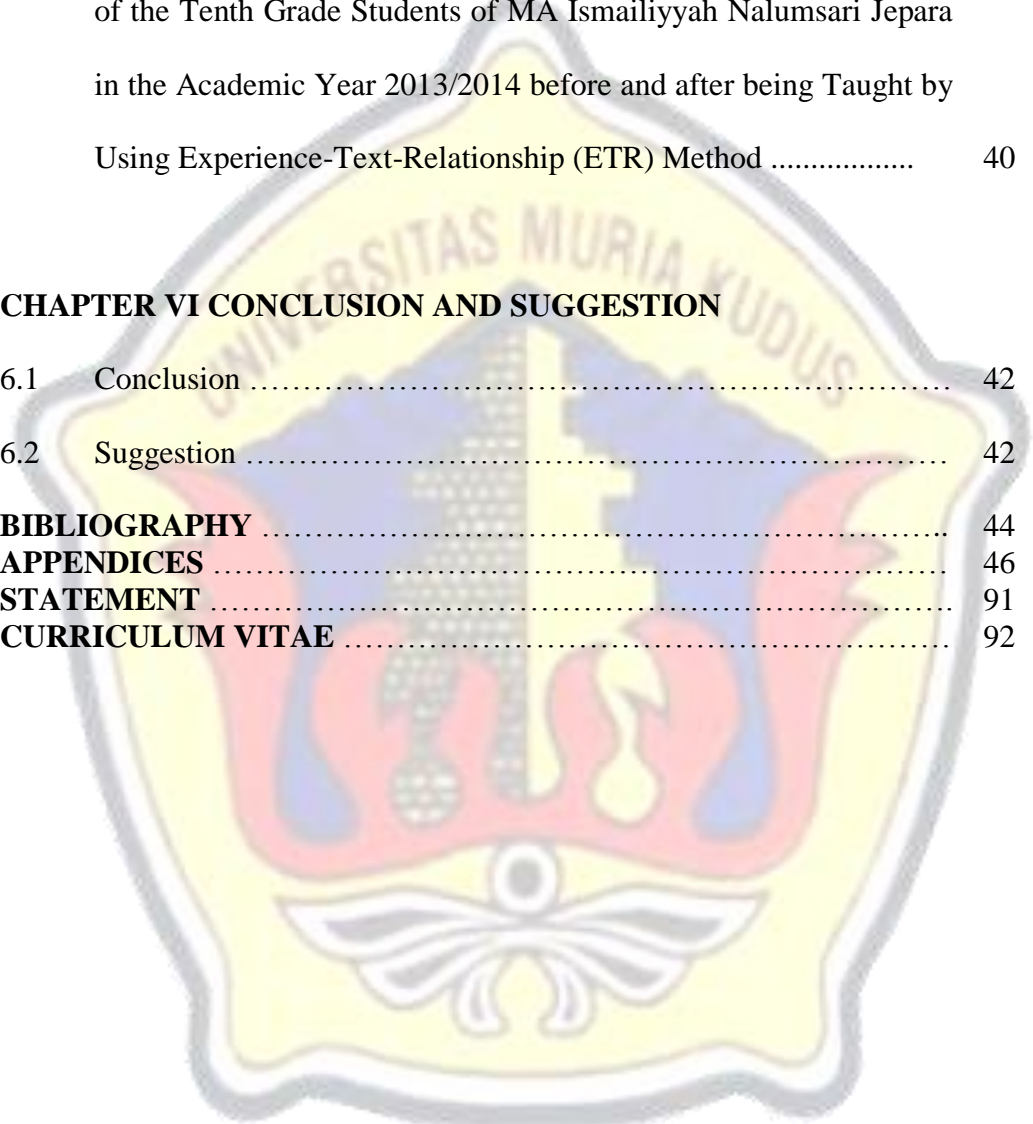 of the Tenth Grade Students of MA Ismailiyyah Nalumsari Jepara
in the Academic Year 2013/2014 before and after being Taught by
Using Experience-Text-Relationship (ETR) Method ................. 40
UNIVERSITAS MURIA KUDUS
CHAPTER VI CONCLUSION AND SUGGESTION
6.1 Conclusion ……………………………………………………………… 42
6.2 Suggestion ……………………………………………………………… 42
BIBLIOGRAPHY …………………………………………………………….. 44
APPENDICES ………………………………………………………………. 46
STATEMENT ………………………………………………………………. 91
CURRICULUM VITAE ……………………………………………………… 92